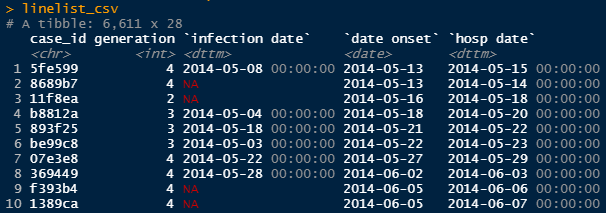 > linelist_csv
# A tibble: 6,611 x 28
case_id generation `infection date` `date onset` `hosp date`
<chr> <int> <dttm> <date> <dttm>
1 5fe599 4 2014-05-08 00:00:00 2014-05-13 2014-05-15 00:00:00
2 8689b7 4 NA 2014-05-13 2014-05-14 00:00:00
3 11f8ea 2 NA 2014-05-16 2014-05-18 00:00:00
4 b8812a 3 2014-05-04 00:00:00 2014-05-18 2014-05-20 00:00:00
5 893f25 3 2014-05-18 00:00:00 2014-05-21 2014-05-22 00:00:00
6 be99c8 3 2014-05-03 00:00:00 2014-05-22 2014-05-23 00:00:00
7 07e3e8 4 2014-05-22 00:00:00 2014-05-27 2014-05-29 00:00:00
8 369449 4 2014-05-28 00:00:00 2014-06-02 2014-06-03 00:00:00
9 f393b4 4 NA 2014-06-05 2014-06-06 00:00:00
10 1389ca 4 NA 2014-06-05 2014-06-07 00:00:00